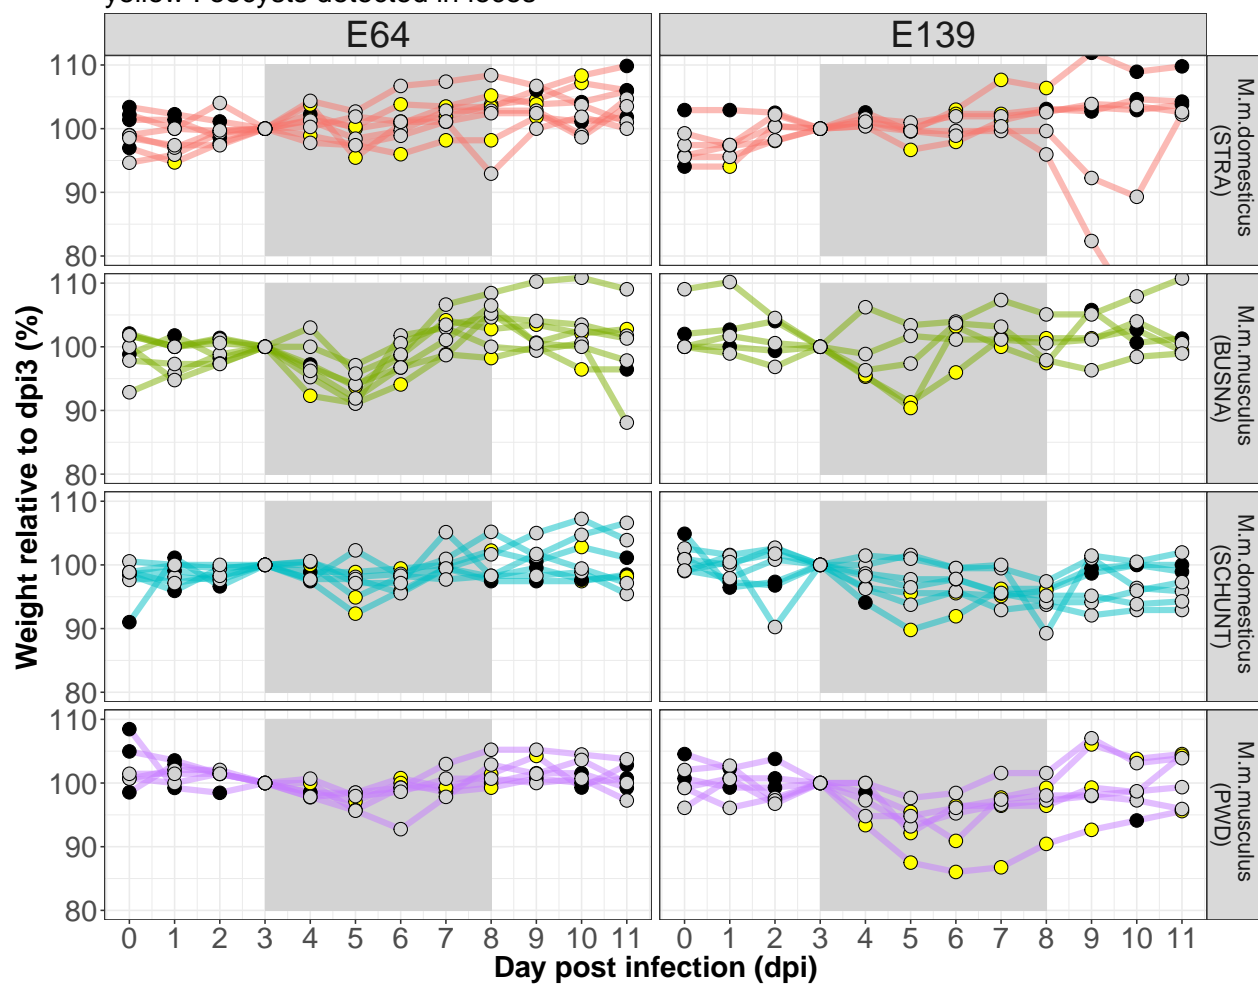 E64
E139
110
100
90
80
M.m.domesticus
(STRA)
110
100
90
80
M.m.musculus
(BUSNA)
110
100
90
80
M.m.domesticus
(SCHUNT)
110
100
90
80
M.m.musculus
(PWD)
Weight relative to dpi3 (%)
0 1 2 3 4 5 6 7 8 9 10 11
0 1 2 3 4 5 6 7 8 9 10 11
Day post infection (dpi)